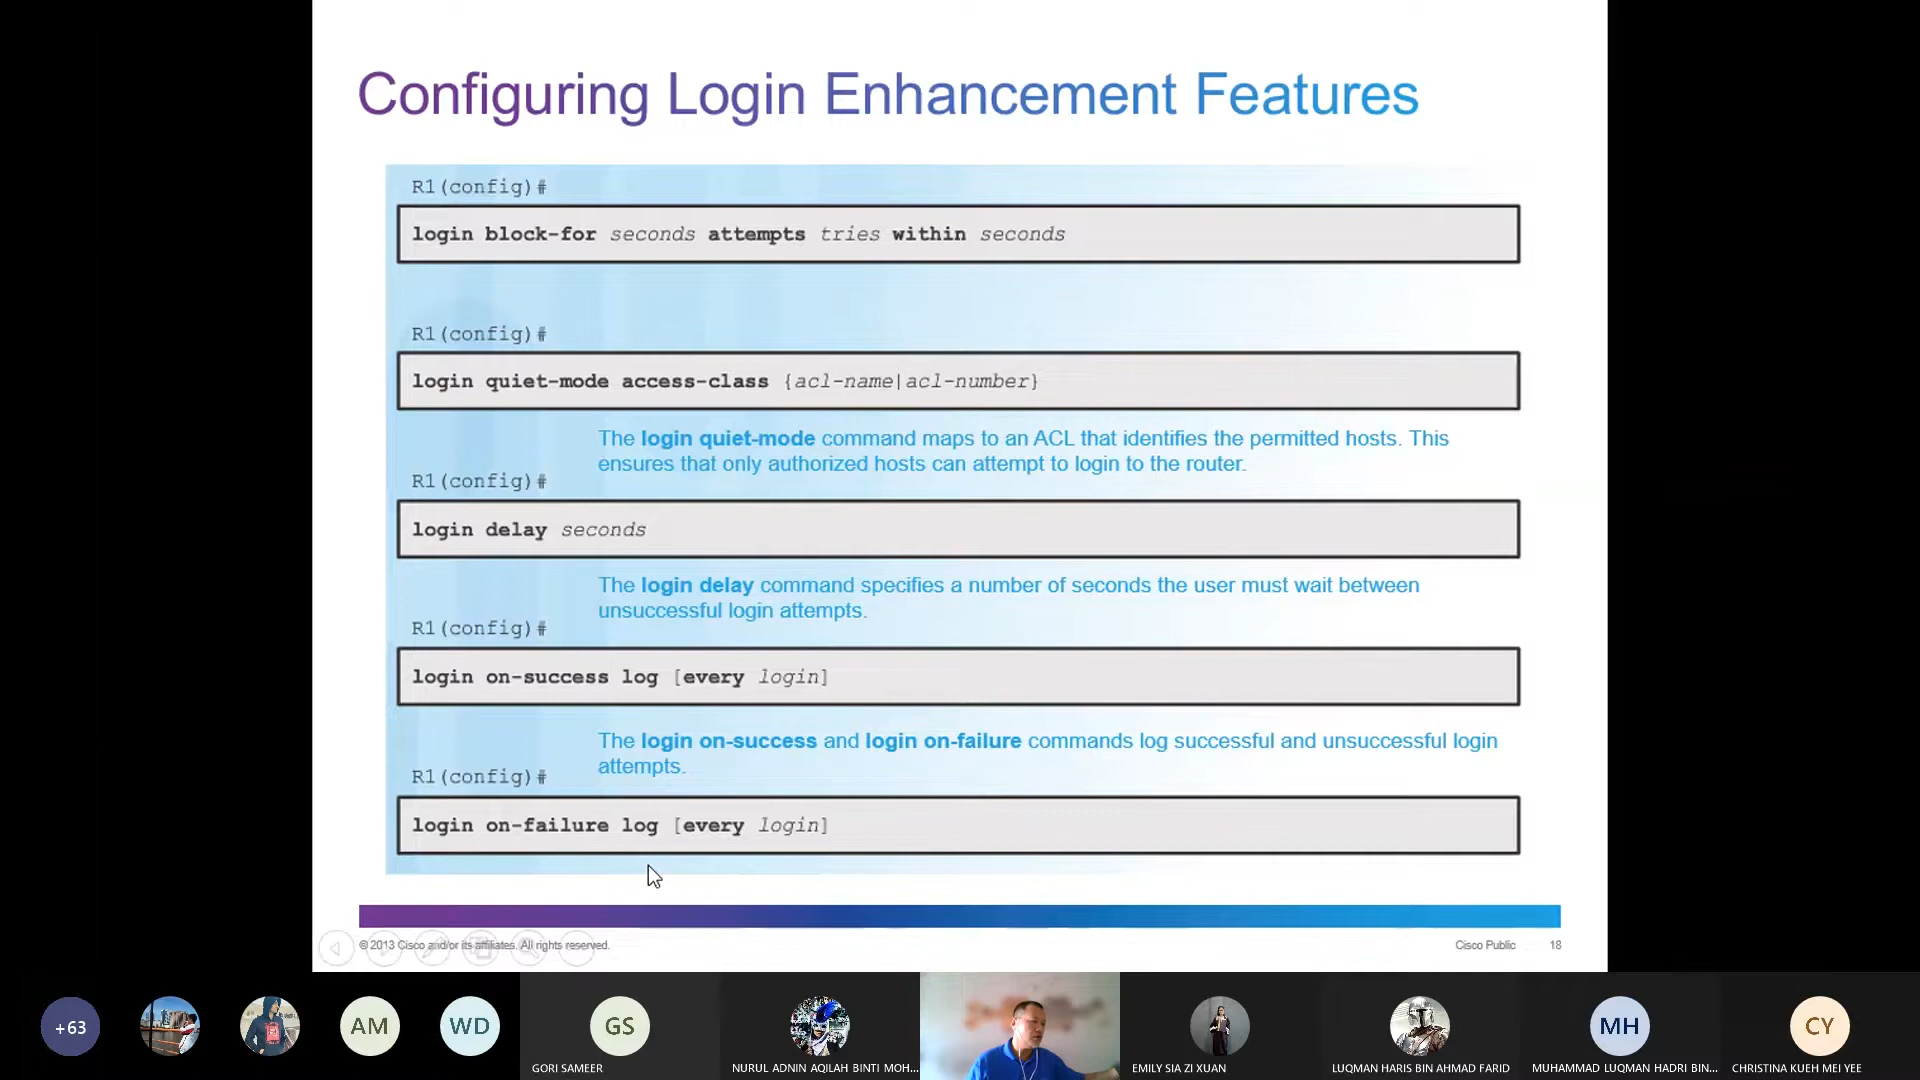 Configuring Login Enhancement Features
R1(config)#
login block-for seconds attempts tries within seconds
R1(config)#
login quiet-mode access-class {acl-name|acl-number}
The login quiet-mode command maps to an ACL that identifies the permitted hosts. This
ensures that only authorized hosts can attempt to login to the router.
R1(config)#
login delay seconds
The login delay command specifies a number of seconds the user must wait between
unsuccessful login attempts.
R1(config)#
login on-success log [every login]
The login on-success and login on-failure commands log successful and unsuccessful login
attempts.
R1(config)#
login on-failure log [every login]
© 2013 Cisco and/or its affiliates. All rights reserved.
Cisco Public
18
+63
AM
WD
GS
MH
CY
GORI SAMEER
NURUL ADNIN AQILAH BINTI MOH...
EMILY SIA ZI XUAN
LUQMAN HARIS BIN AHMAD FARID
MUHAMMAD LUQMAN HADRI BIN...
CHRISTINA KUEH MEI YEE